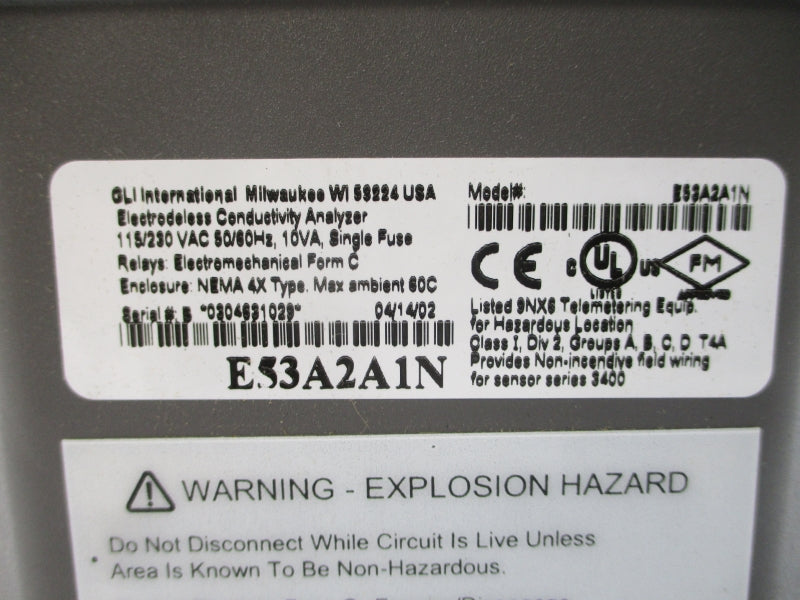 GLI International Milwaukee WI 53224 USA
Electrodeless Conductivity Analyzer
115/230 VAC 50/60Hz, 10VA, Single Fuse
Relays: Electromechanical Form C
Enclosure: NEMA 4X Type. Max ambient 60C
Serial #: B *0304631029* 04/14/02
E53A2A1N
Model#: E53A2A1N
CE C UL US FM
LISTED APPROVED
Listed 9NX6 Telemetering Equip.
for Hazardous Location
Class I, Div 2, Groups A, B, C, D T4A
Provides Non-incendive field wiring
for sensor series 3400
WARNING - EXPLOSION HAZARD
Do Not Disconnect While Circuit Is Live Unless
Area Is Known To Be Non-Hazardous.